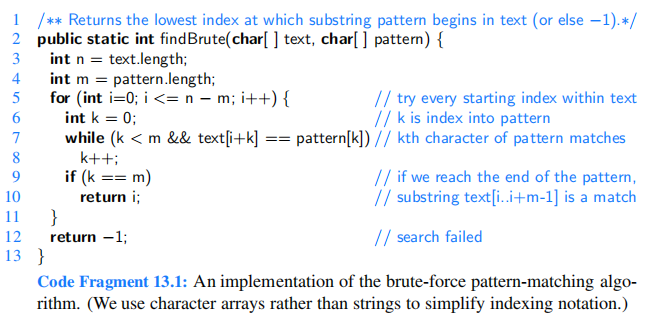 1 /** Returns the lowest index at which substring pattern begins in text (or else −1).*/
2 public static int findBrute(char[ ] text, char[ ] pattern) {
3 int n = text.length;
4 int m = pattern.length;
5 for (int i=0; i <= n − m; i++) { // try every starting index within text
6 int k = 0; // k is index into pattern
7 while (k < m && text[i+k] == pattern[k]) // kth character of pattern matches
8 k++;
9 if (k == m) // if we reach the end of the pattern,
10 return i; // substring text[i..i+m-1] is a match
11 }
12 return −1; // search failed
13 }
Code Fragment 13.1: An implementation of the brute-force pattern-matching algo-
rithm. (We use character arrays rather than strings to simplify indexing notation.)